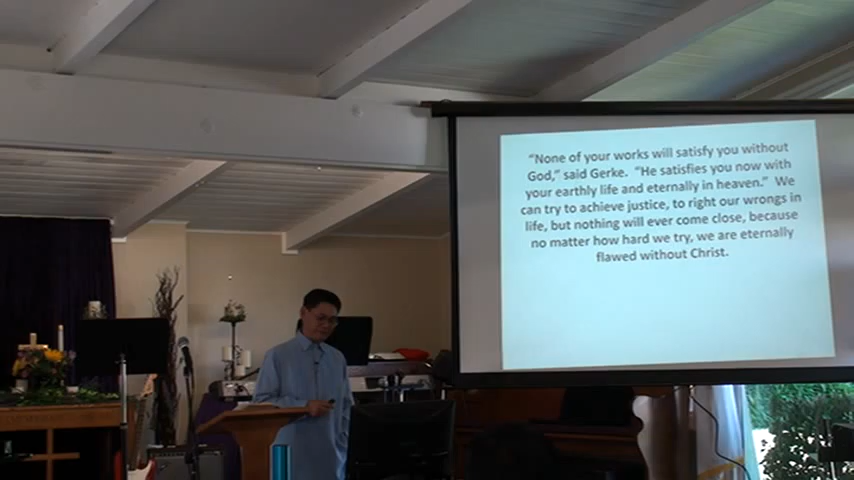 “None of your works will satisfy you without
God,” said Gerke.  “He satisfies you now with
your earthly life and eternally in heaven.”  We
can try to achieve justice, to right our wrongs in
life, but nothing will ever come close, because
no matter how hard we try, we are eternally
flawed without Christ.